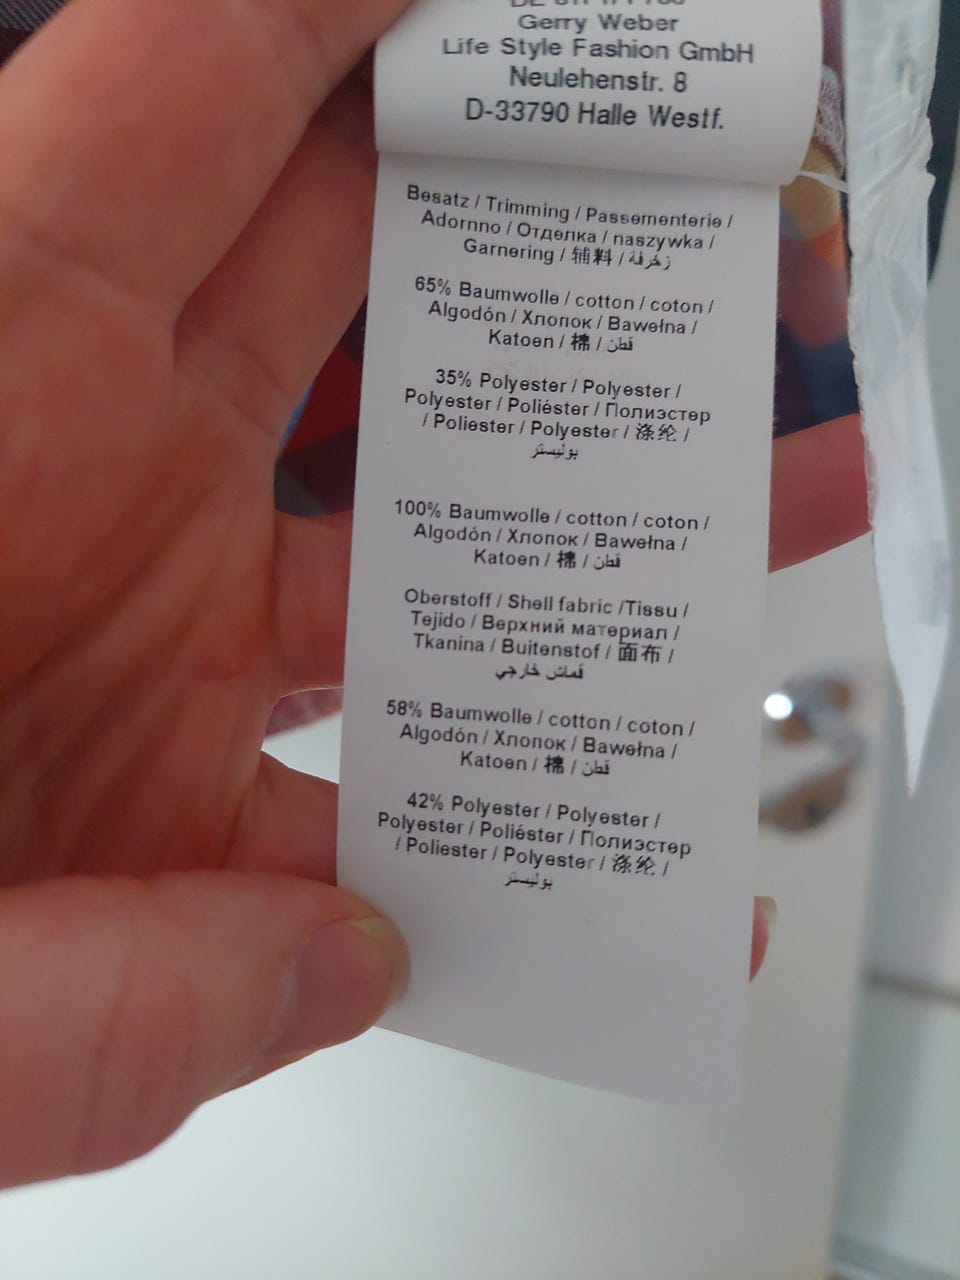 Gerry Weber
Life Style Fashion GmbH
Neulehenstr. 8
D-33790 Halle Westf.
Besatz / Trimming / Passementerie /
Adornno / Отделка / naszywka /
Garnering / 辅料 / زخرفة
65% Baumwolle / cotton / coton /
Algodón / Хлопок / Bawełna /
Katoen / 棉 / قطن
35% Polyester / Polyester /
Polyester / Poliéster / Полиэстер
/ Poliester / Polyester / 涤纶 /
بوليستر
100% Baumwolle / cotton / coton /
Algodón / Хлопок / Bawełna /
Katoen / 棉 / قطن
Oberstoff / Shell fabric /Tissu /
Tejido / Верхний материал /
Tkanina / Buitenstof / 面布 /
قماش خارجي
58% Baumwolle / cotton / coton /
Algodón / Хлопок / Bawełna /
Katoen / 棉 / قطن
42% Polyester / Polyester /
Polyester / Poliéster / Полиэстер
/ Poliester / Polyester / 涤纶 /
بوليستر